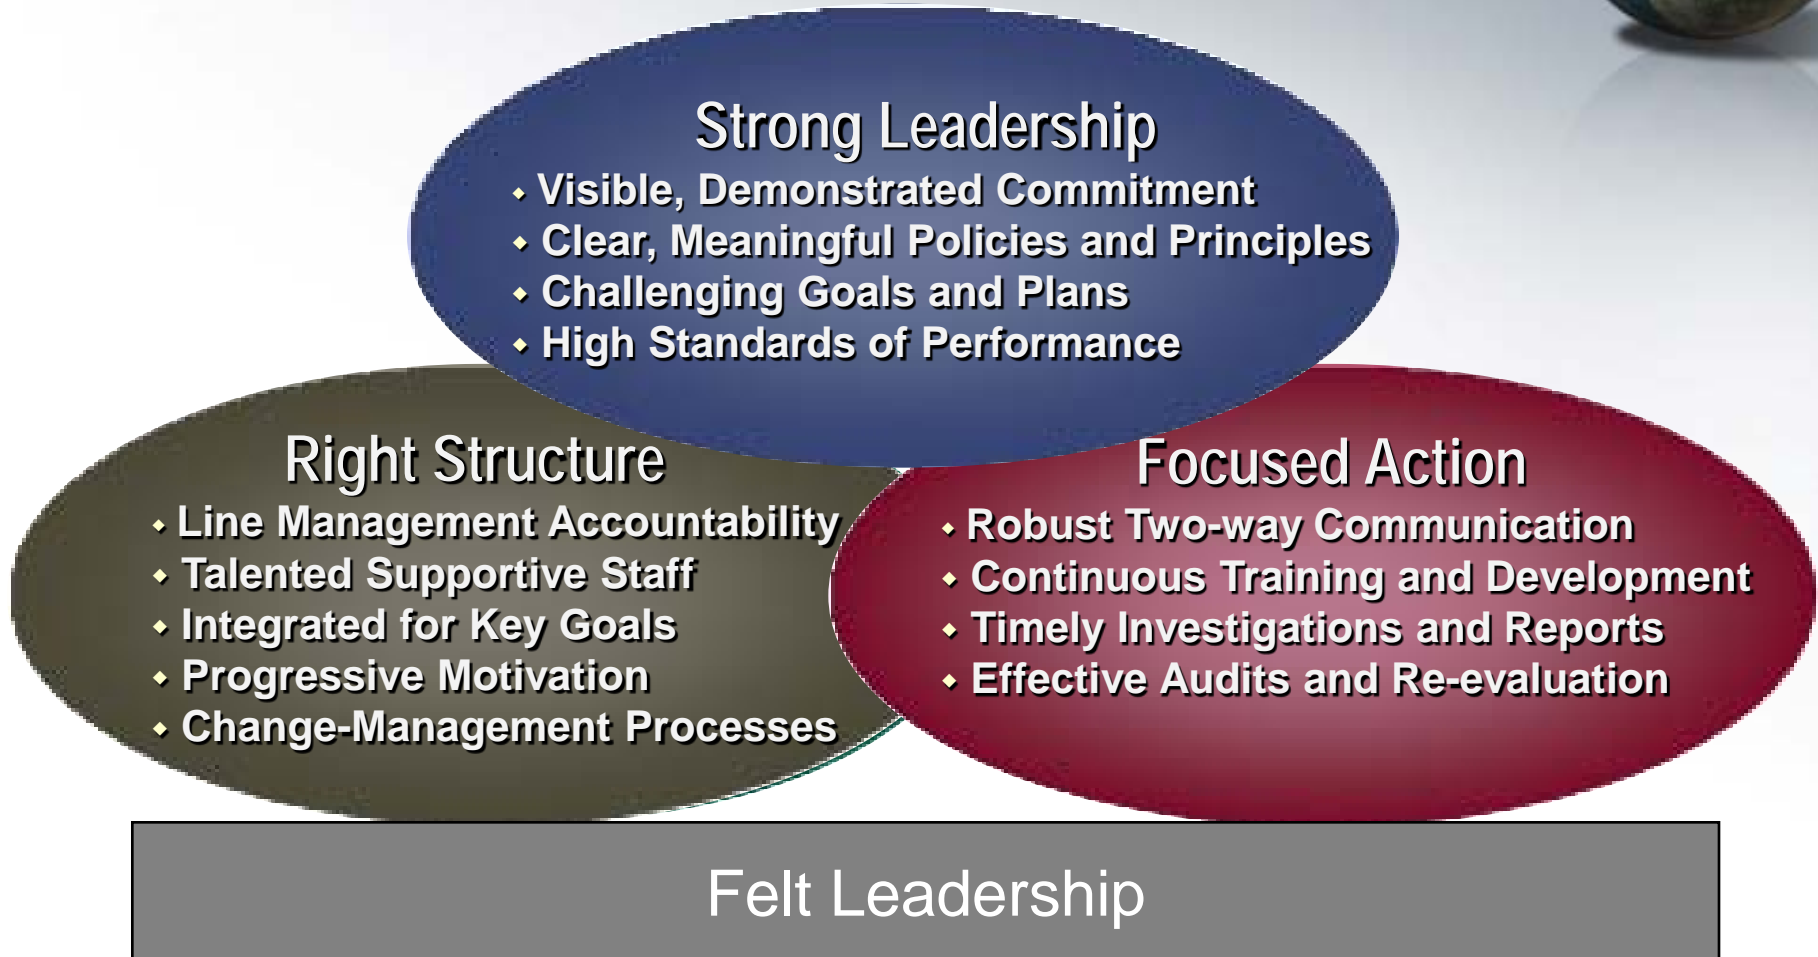 Strong Leadership
Visible, Demonstrated Commitment
Clear, Meaningful Policies and Principles
Challenging Goals and Plans
High Standards of Performance
Right Structure
Line Management Accountability
Talented Supportive Staff
Integrated for Key Goals
Progressive Motivation
Change-Management Processes
Focused Action
Robust Two-way Communication
Continuous Training and Development
Timely Investigations and Reports
Effective Audits and Re-evaluation
Felt Leadership